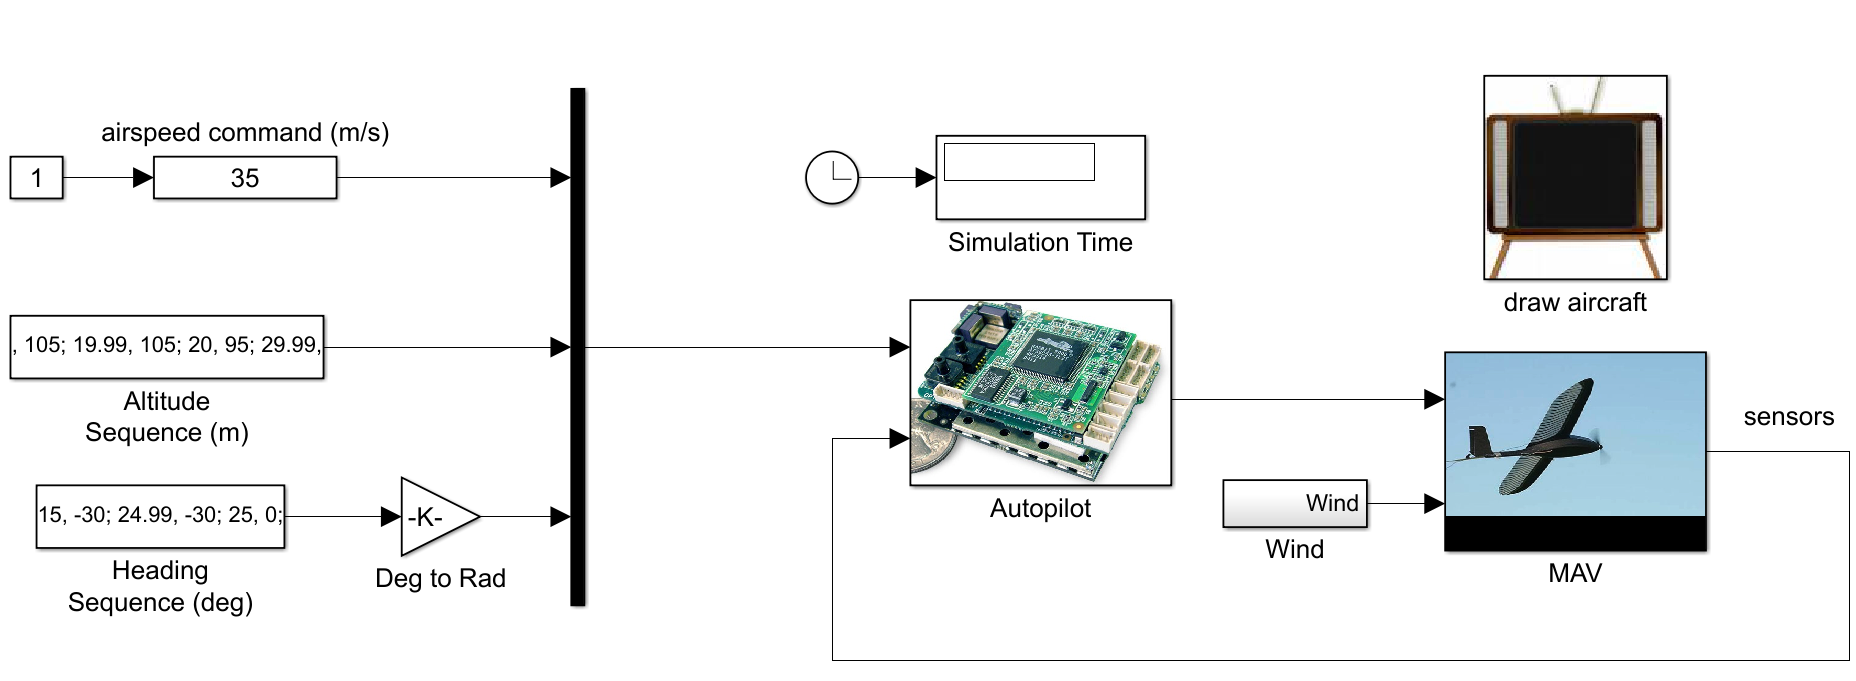 airspeed command (m/s)
1
35
Simulation Time
draw aircraft
, 105; 19.99, 105; 20, 95; 29.99,
Altitude
Sequence (m)
sensors
Autopilot
Wind
Wind
MAV
15, -30; 24.99, -30; 25, 0;
-K-
Heading
Sequence (deg)
Deg to Rad